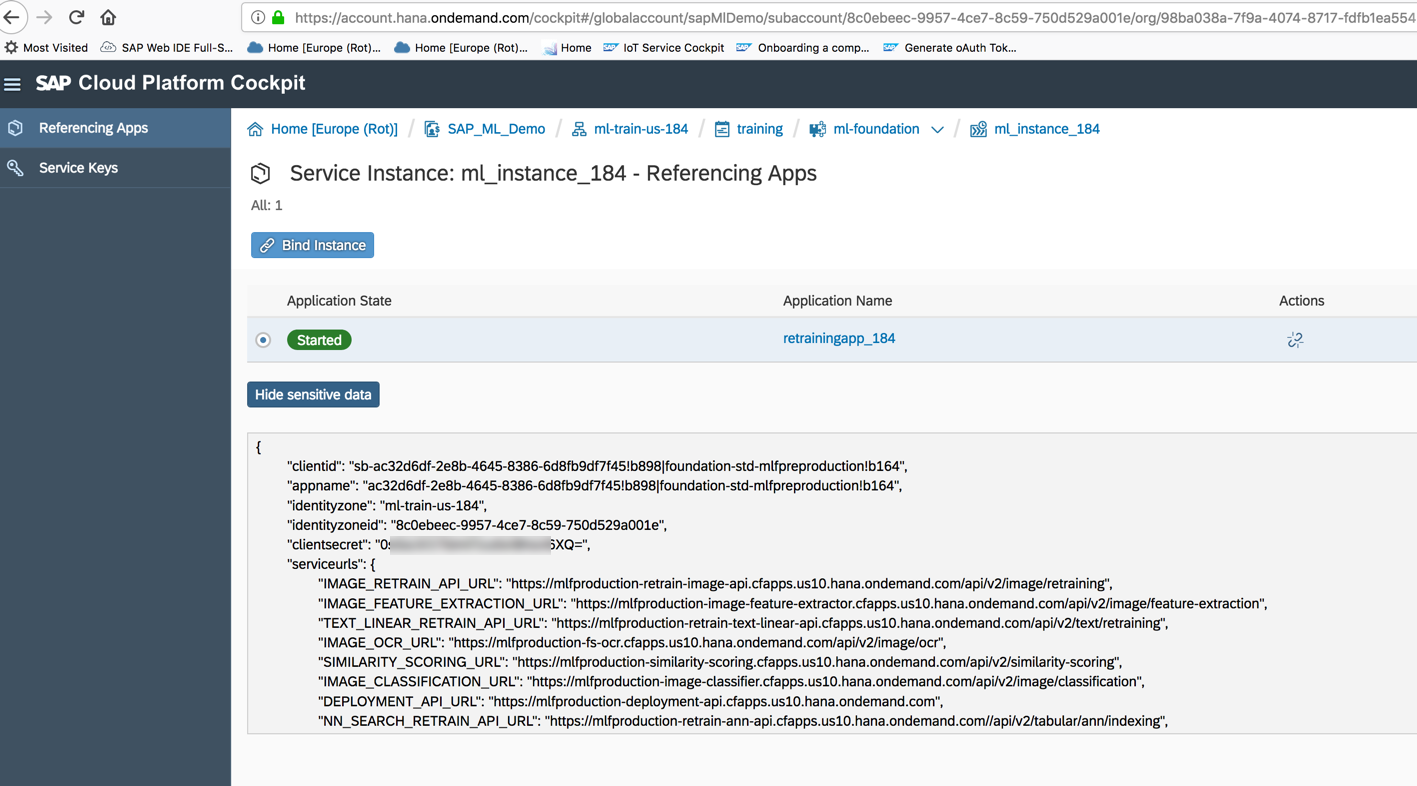 https://account.hana.ondemand.com/cockpit#/globalaccount/sapMlDemo/subaccount/8c0ebeec-9957-4ce7-8c59-750d529a001e/org/98ba038a-7f9a-4074-8717-fdfb1ea554
Most Visited SAP Web IDE Full-S... Home [Europe (Rot)... Home [Europe (Rot)... Home IoT Service Cockpit Onboarding a comp... Generate oAuth Tok...
SAP Cloud Platform Cockpit
Referencing Apps
Service Keys
Home [Europe (Rot)] / SAP_ML_Demo / ml-train-us-184 / training / ml-foundation / ml_instance_184
Service Instance: ml_instance_184 - Referencing Apps
All: 1
Bind Instance
Application State Application Name Actions
Started retrainingapp_184
Hide sensitive data
{
"clientid": "sb-ac32d6df-2e8b-4645-8386-6d8fb9df7f45!b898|foundation-std-mlfpreproduction!b164",
"appname": "ac32d6df-2e8b-4645-8386-6d8fb9df7f45!b898|foundation-std-mlfpreproduction!b164",
"identityzone": "ml-train-us-184",
"identityzoneid": "8c0ebeec-9957-4ce7-8c59-750d529a001e",
"clientsecret": 6XQ=",
"serviceurls": {
"IMAGE_RETRAIN_API_URL": "https://mlfproduction-retrain-image-api.cfapps.us10.hana.ondemand.com/api/v2/image/retraining",
"IMAGE_FEATURE_EXTRACTION_URL": "https://mlfproduction-image-feature-extractor.cfapps.us10.hana.ondemand.com/api/v2/image/feature-extraction",
"TEXT_LINEAR_RETRAIN_API_URL": "https://mlfproduction-retrain-text-linear-api.cfapps.us10.hana.ondemand.com/api/v2/text/retraining",
"IMAGE_OCR_URL": "https://mlfproduction-fs-ocr.cfapps.us10.hana.ondemand.com/api/v2/image/ocr",
"SIMILARITY_SCORING_URL": "https://mlfproduction-similarity-scoring.cfapps.us10.hana.ondemand.com/api/v2/similarity-scoring",
"IMAGE_CLASSIFICATION_URL": "https://mlfproduction-image-classifier.cfapps.us10.hana.ondemand.com/api/v2/image/classification",
"DEPLOYMENT_API_URL": "https://mlfproduction-deployment-api.cfapps.us10.hana.ondemand.com",
"NN_SEARCH_RETRAIN_API_URL": "https://mlfproduction-retrain-ann-api.cfapps.us10.hana.ondemand.com//api/v2/tabular/ann/indexing",